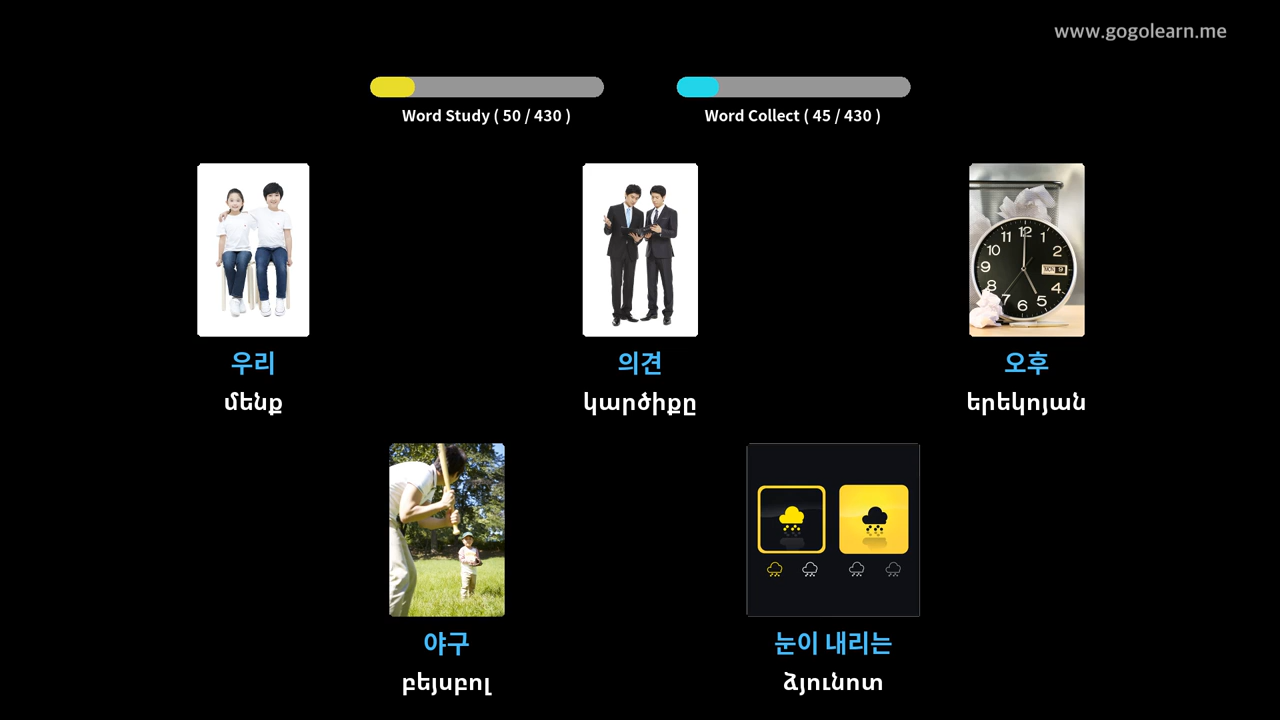 www.gogolearn.me
Word Study ( 50 / 430 )
Word Collect ( 45 / 430 )
우리
մենք
의견
կարծիքը
오후
երեկոյան
야구
բեյսբոլ
눈이 내리는
ձյունոտ